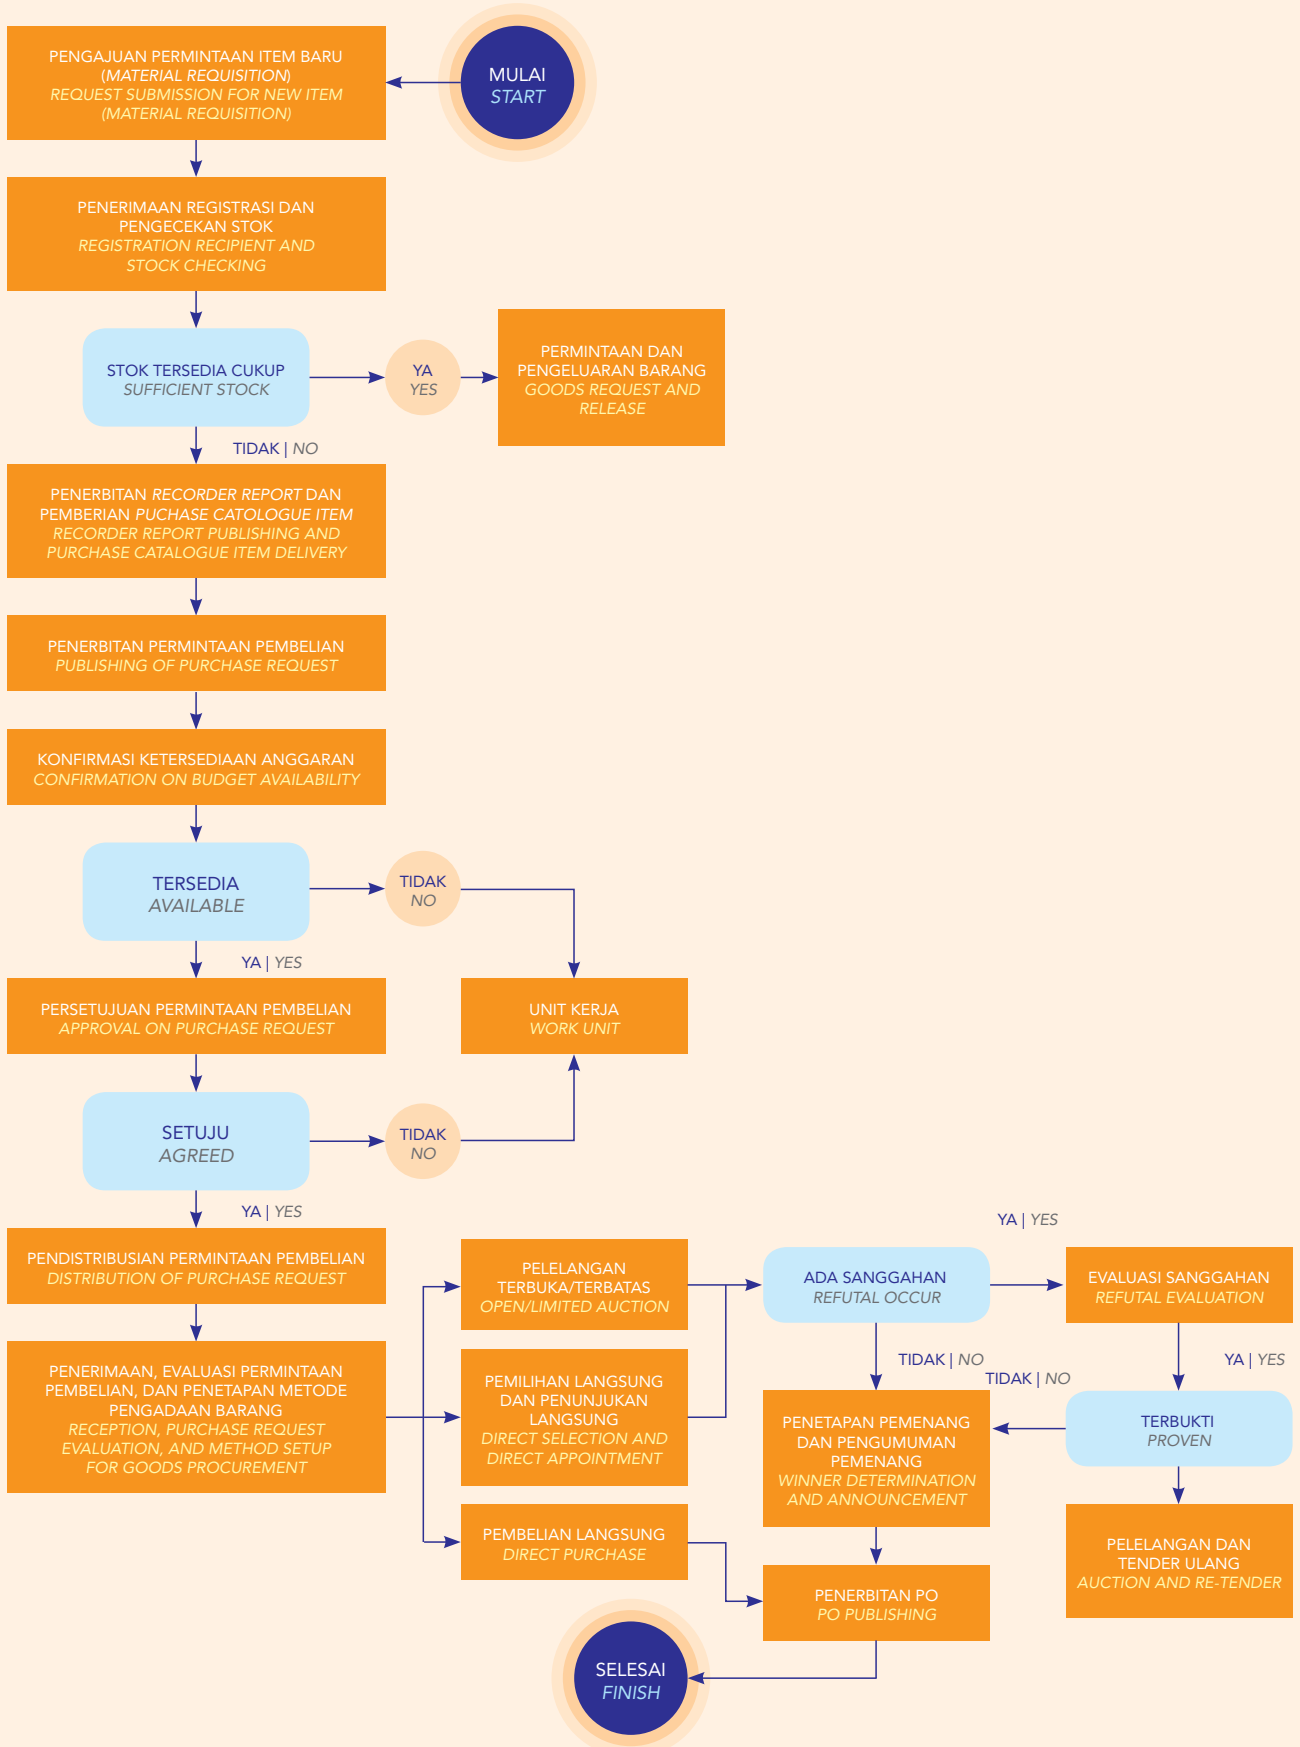 MULAI
START
PENGAJUAN PERMINTAAN ITEM BARU
(MATERIAL REQUISITION)
REQUEST SUBMISSION FOR NEW ITEM
(MATERIAL REQUISITION)
PENERIMAAN REGISTRASI DAN
PENGECEKAN STOK
REGISTRATION RECIPIENT AND
STOCK CHECKING
STOK TERSEDIA CUKUP
SUFFICIENT STOCK
YA
YES
PERMINTAAN DAN
PENGELUARAN BARANG
GOODS REQUEST AND
RELEASE
TIDAK | NO
PENERBITAN RECORDER REPORT DAN
PEMBERIAN PUCHASE CATOLOGUE ITEM
RECORDER REPORT PUBLISHING AND
PURCHASE CATALOGUE ITEM DELIVERY
PENERBITAN PERMINTAAN PEMBELIAN
PUBLISHING OF PURCHASE REQUEST
KONFIRMASI KETERSEDIAAN ANGGARAN
CONFIRMATION ON BUDGET AVAILABILITY
TERSEDIA
AVAILABLE
TIDAK
NO
YA | YES
PERSETUJUAN PERMINTAAN PEMBELIAN
APPROVAL ON PURCHASE REQUEST
UNIT KERJA
WORK UNIT
SETUJU
AGREED
TIDAK
NO
YA | YES
PENDISTRIBUSIAN PERMINTAAN PEMBELIAN
DISTRIBUTION OF PURCHASE REQUEST
PENERIMAAN, EVALUASI PERMINTAAN
PEMBELIAN, DAN PENETAPAN METODE
PENGADAAN BARANG
RECEPTION, PURCHASE REQUEST
EVALUATION, AND METHOD SETUP
FOR GOODS PROCUREMENT
PELELANGAN
TERBUKA/TERBATAS
OPEN/LIMITED AUCTION
PEMILIHAN LANGSUNG
DAN PENUNJUKAN
LANGSUNG
DIRECT SELECTION AND
DIRECT APPOINTMENT
PEMBELIAN LANGSUNG
DIRECT PURCHASE
ADA SANGGAHAN
REFUTAL OCCUR
YA | YES
EVALUASI SANGGAHAN
REFUTAL EVALUATION
TIDAK | NO
YA | YES
TIDAK | NO
PENETAPAN PEMENANG
DAN PENGUMUMAN
PEMENANG
WINNER DETERMINATION
AND ANNOUNCEMENT
TERBUKTI
PROVEN
PELELANGAN DAN
TENDER ULANG
AUCTION AND RE-TENDER
PENERBITAN PO
PO PUBLISHING
SELESAI
FINISH